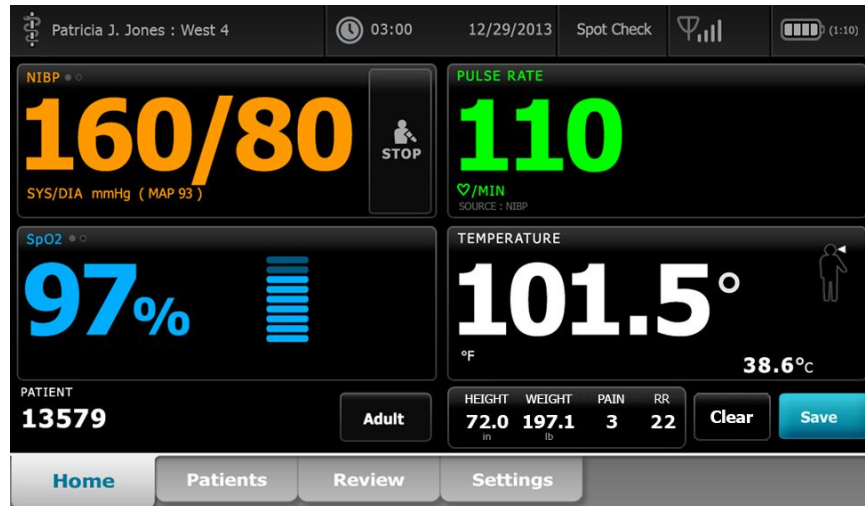 Patricia J. Jones : West 4 03:00 12/29/2013 Spot Check (1:10)
NIBP
160/80
STOP
SYS/DIA mmHg ( MAP 93 )
PULSE RATE
110
♡/MIN
SOURCE : NIBP
SpO2
97%
TEMPERATURE
101.5°
°F
38.6°C
PATIENT
13579
Adult
HEIGHT WEIGHT PAIN RR
72.0 197.1 3 22
in lb
Clear
Save
Home Patients Review Settings